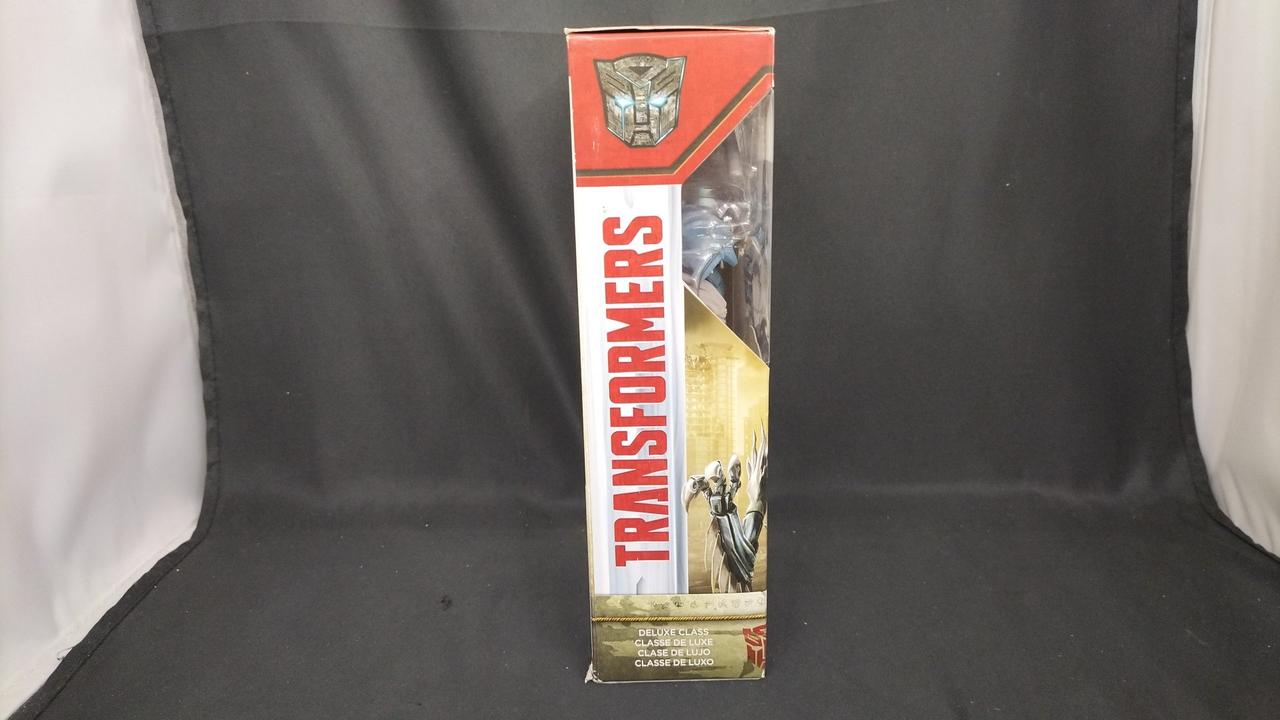 TRANSFORMERS
DELUXE CLASS
CLASSE DE LUXE
CLASE DE LUJO
CLASSE DE LUXO